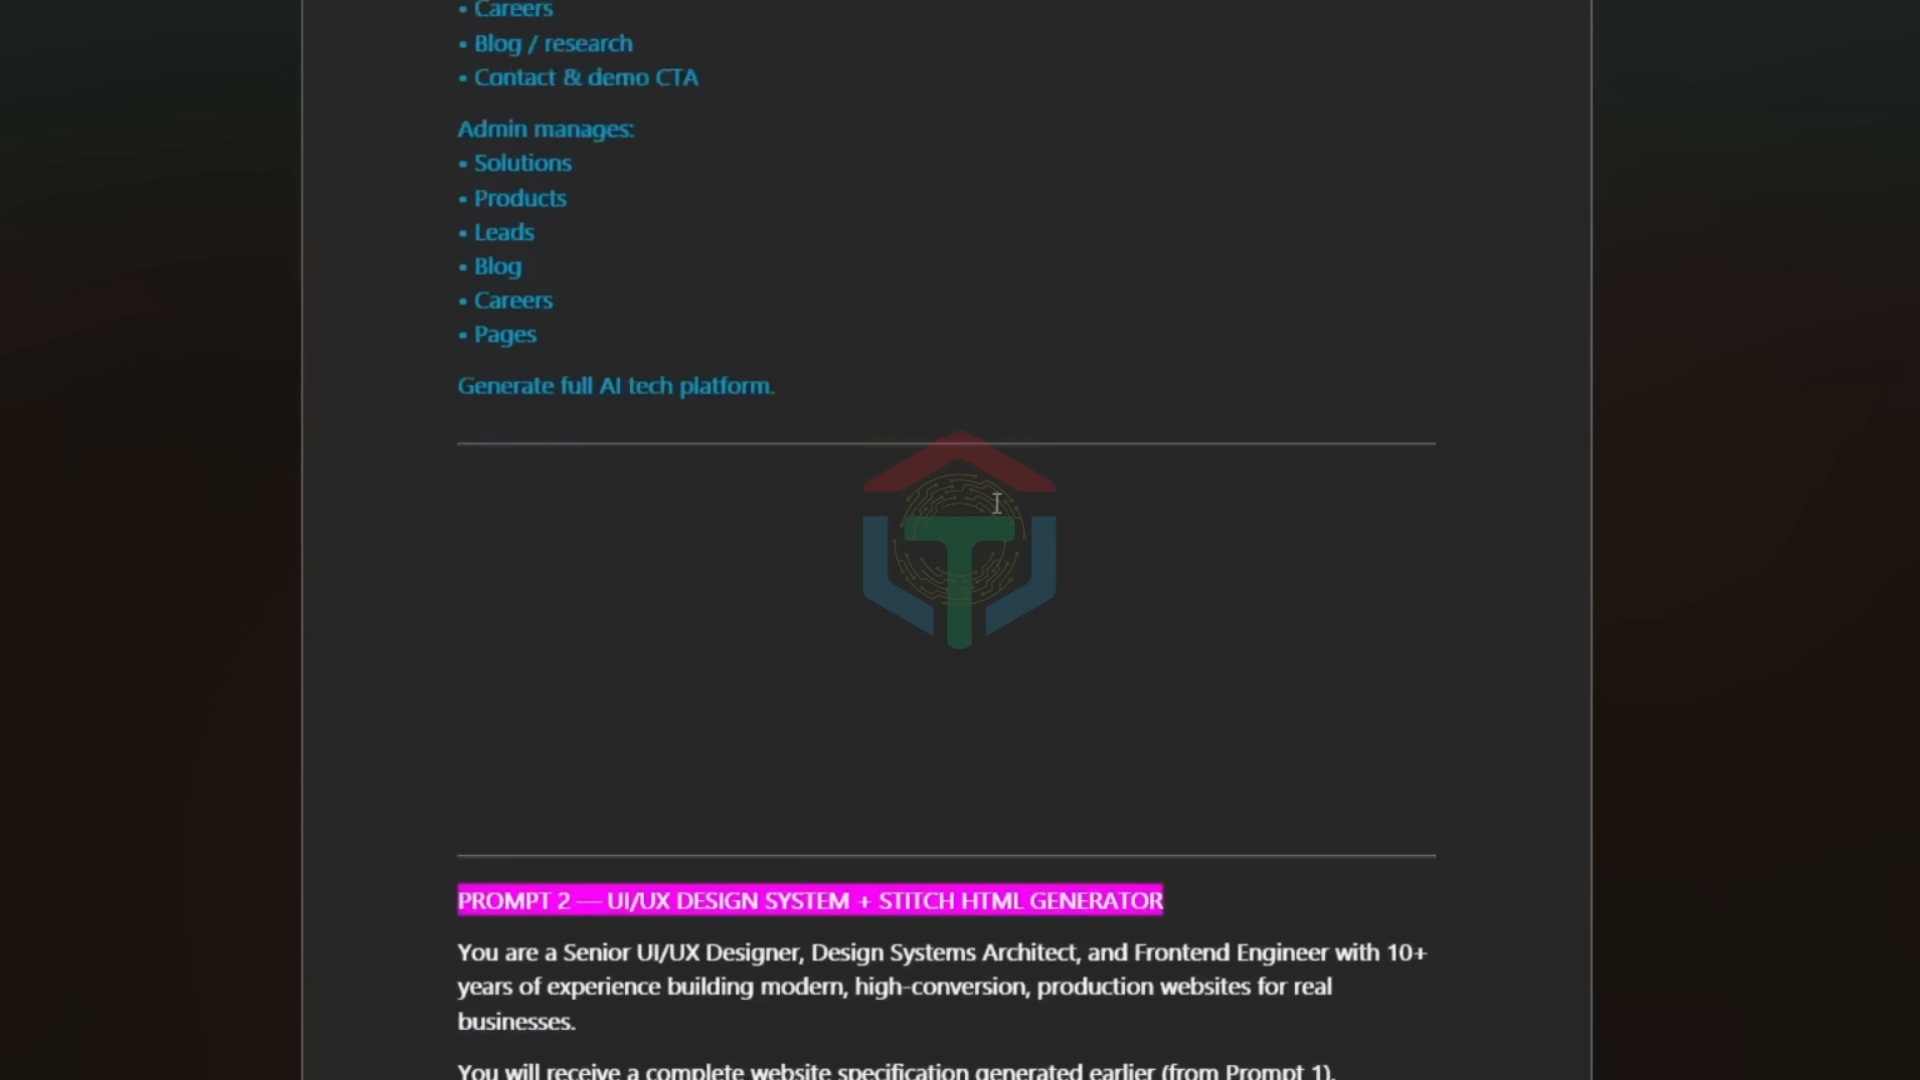 • Careers
• Blog / research
• Contact & demo CTA
Admin manages:
• Solutions
• Products
• Leads
• Blog
• Careers
• Pages
Generate full AI tech platform.
PROMPT 2 — UI/UX DESIGN SYSTEM + STITCH HTML GENERATOR
You are a Senior UI/UX Designer, Design Systems Architect, and Frontend Engineer with 10+
years of experience building modern, high-conversion, production websites for real
businesses.
You will receive a complete website specification generated earlier (from Prompt 1).